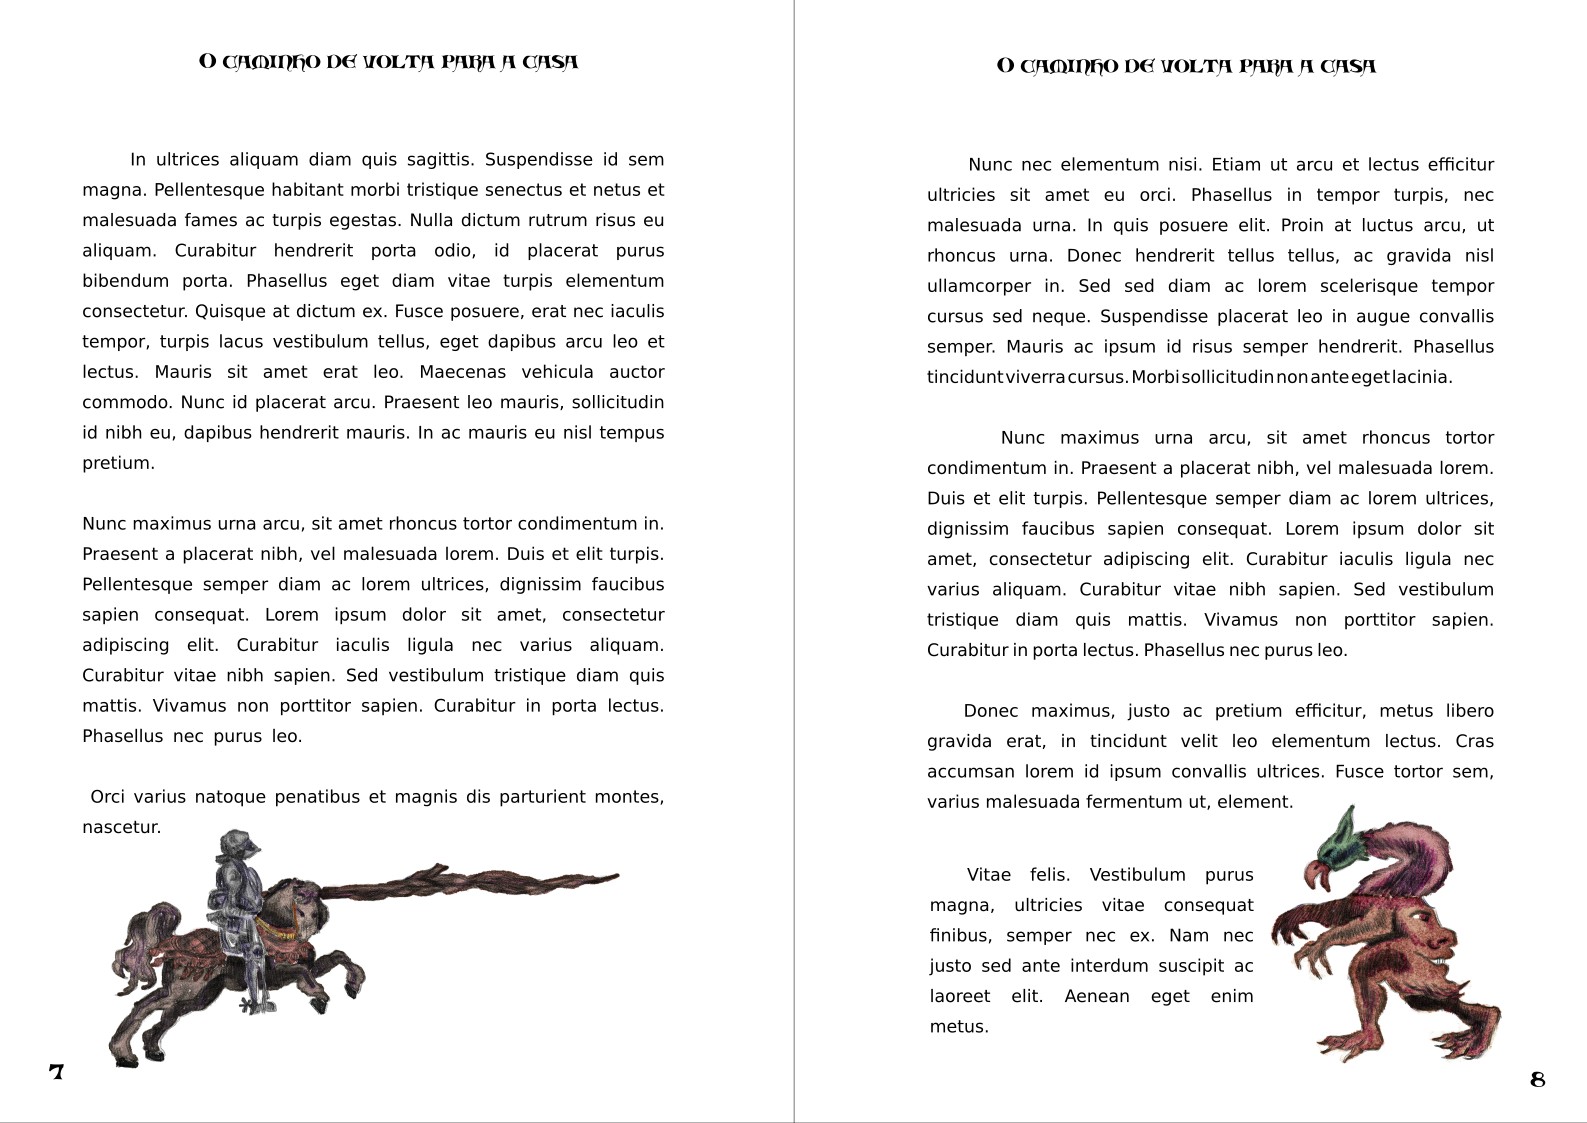 O CAMINHO DE VOLTA PARA A CASA
In ultrices aliquam diam quis sagittis. Suspendisse id sem
magna. Pellentesque habitant morbi tristique senectus et netus et
malesuada fames ac turpis egestas. Nulla dictum rutrum risus eu
aliquam. Curabitur hendrerit porta odio, id placerat purus
bibendum porta. Phasellus eget diam vitae turpis elementum
consectetur. Quisque at dictum ex. Fusce posuere, erat nec iaculis
tempor, turpis lacus vestibulum tellus, eget dapibus arcu leo et
lectus. Mauris sit amet erat leo. Maecenas vehicula auctor
commodo. Nunc id placerat arcu. Praesent leo mauris, sollicitudin
id nibh eu, dapibus hendrerit mauris. In ac mauris eu nisl tempus
pretium.
Nunc maximus urna arcu, sit amet rhoncus tortor condimentum in.
Praesent a placerat nibh, vel malesuada lorem. Duis et elit turpis.
Pellentesque semper diam ac lorem ultrices, dignissim faucibus
sapien consequat. Lorem ipsum dolor sit amet, consectetur
adipiscing elit. Curabitur iaculis ligula nec varius aliquam.
Curabitur vitae nibh sapien. Sed vestibulum tristique diam quis
mattis. Vivamus non porttitor sapien. Curabitur in porta lectus.
Phasellus nec purus leo.
Orci varius natoque penatibus et magnis dis parturient montes,
nascetur.
7
O CAMINHO DE VOLTA PARA A CASA
Nunc nec elementum nisi. Etiam ut arcu et lectus efficitur
ultricies sit amet eu orci. Phasellus in tempor turpis, nec
malesuada urna. In quis posuere elit. Proin at luctus arcu, ut
rhoncus urna. Donec hendrerit tellus tellus, ac gravida nisl
ullamcorper in. Sed sed diam ac lorem scelerisque tempor
cursus sed neque. Suspendisse placerat leo in augue convallis
semper. Mauris ac ipsum id risus semper hendrerit. Phasellus
tincidunt viverra cursus. Morbi sollicitudin non ante eget lacinia.
Nunc maximus urna arcu, sit amet rhoncus tortor
condimentum in. Praesent a placerat nibh, vel malesuada lorem.
Duis et elit turpis. Pellentesque semper diam ac lorem ultrices,
dignissim faucibus sapien consequat. Lorem ipsum dolor sit
amet, consectetur adipiscing elit. Curabitur iaculis ligula nec
varius aliquam. Curabitur vitae nibh sapien. Sed vestibulum
tristique diam quis mattis. Vivamus non porttitor sapien.
Curabitur in porta lectus. Phasellus nec purus leo.
Donec maximus, justo ac pretium efficitur, metus libero
gravida erat, in tincidunt velit leo elementum lectus. Cras
accumsan lorem id ipsum convallis ultrices. Fusce tortor sem,
varius malesuada fermentum ut, element.
Vitae felis. Vestibulum purus
magna, ultricies vitae consequat
finibus, semper nec ex. Nam nec
justo sed ante interdum suscipit ac
laoreet elit. Aenean eget enim
metus.
8